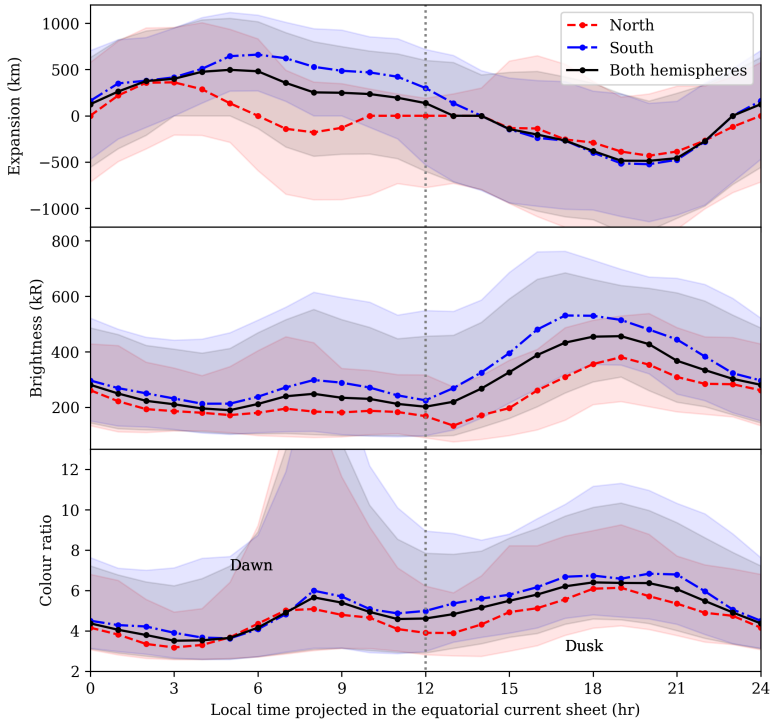 1000
500
0
−500
−1000
Expansion (km)
North
South
Both hemispheres
800
600
400
200
Brightness (kR)
12
10
8
6
4
2
Colour ratio
Dawn
Dusk
0 3 6 9 12 15 18 21 24
Local time projected in the equatorial current sheet (hr)